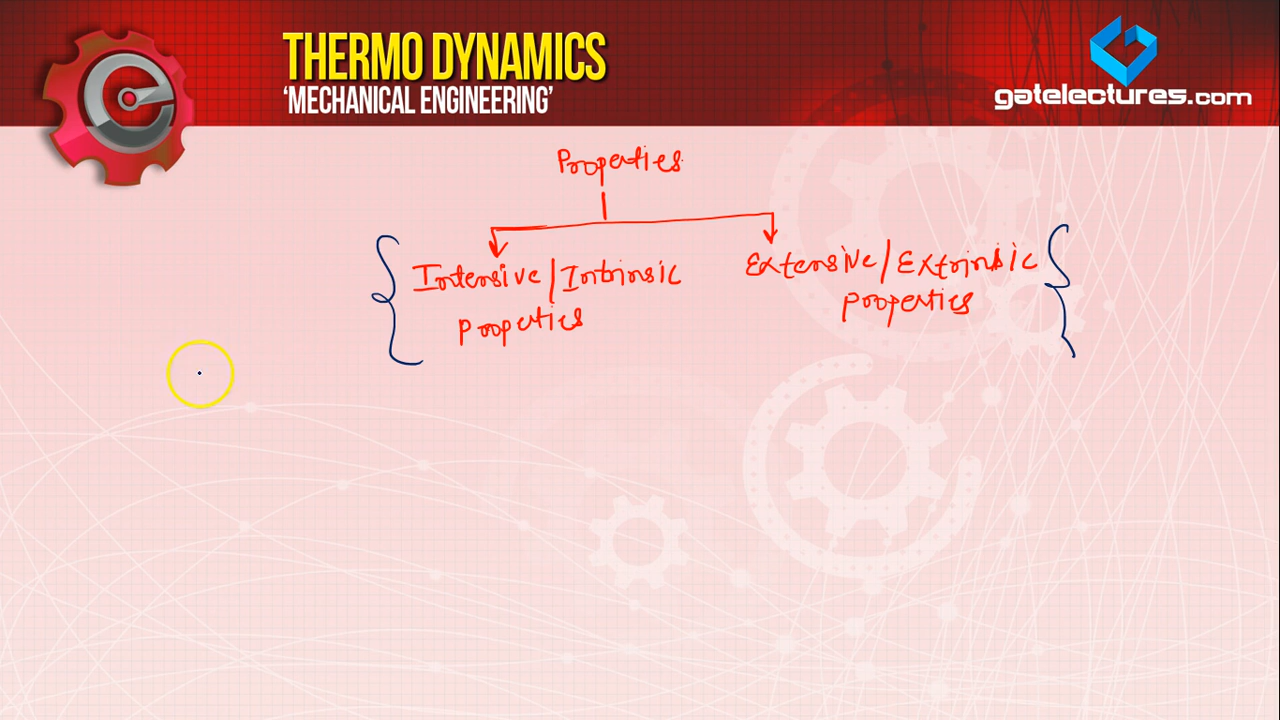 THERMO DYNAMICS
'MECHANICAL ENGINEERING'
gatelectures.com
Properties
Intensive/Intrinsic
properties
Extensive/Extrinsic
properties